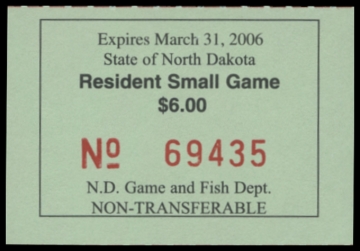 Expires March 31, 2006
State of North Dakota
Resident Small Game
$6.00
Nº 69435
N.D. Game and Fish Dept.
NON-TRANSFERABLE